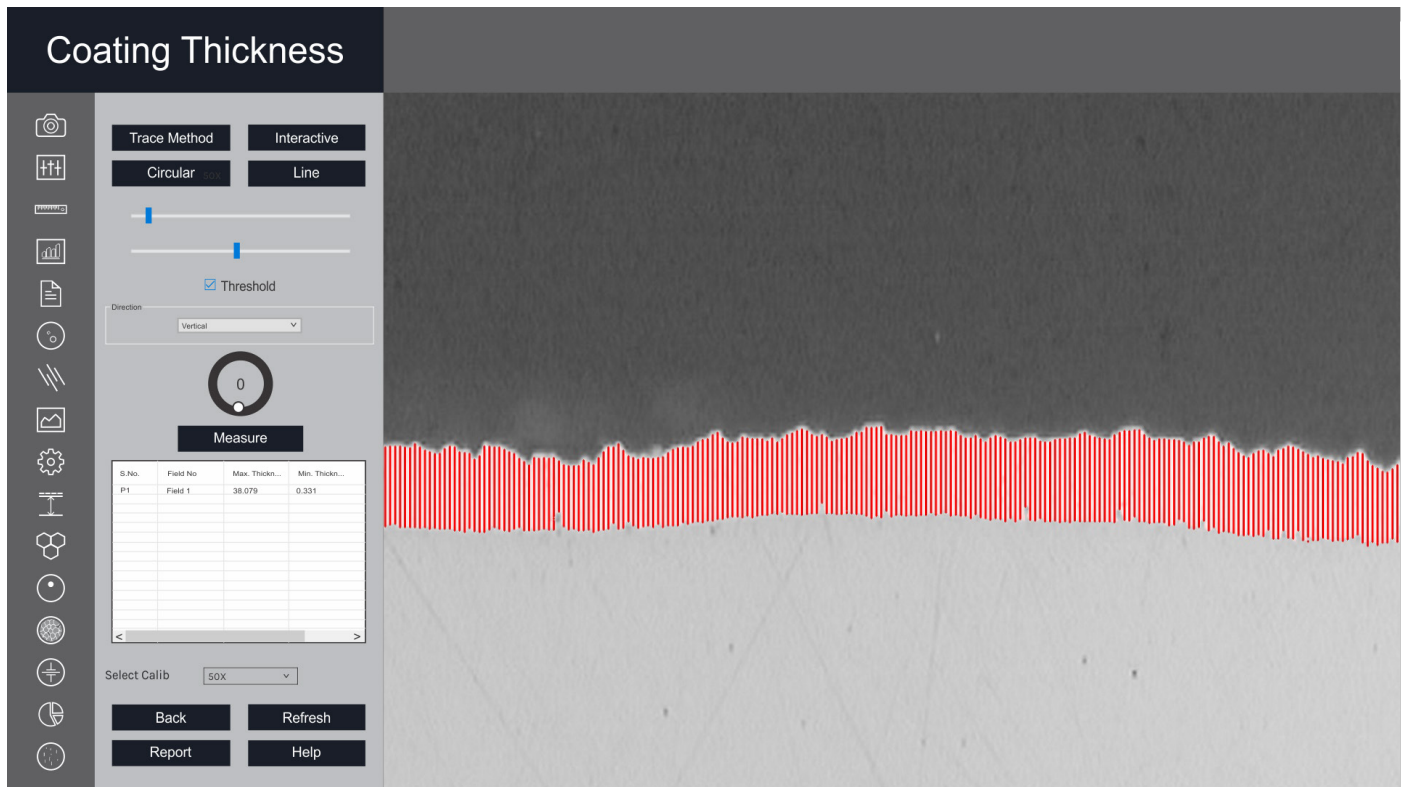 Coating Thickness
Trace Method
Interactive
Circular 50X
Line
Threshold
Direction
Vertical
0
Measure
S.No. Field No Max. Thickn... Min. Thickn...
P1 Field 1 38.079 0.331
Select Calib 50X
Back
Refresh
Report
Help